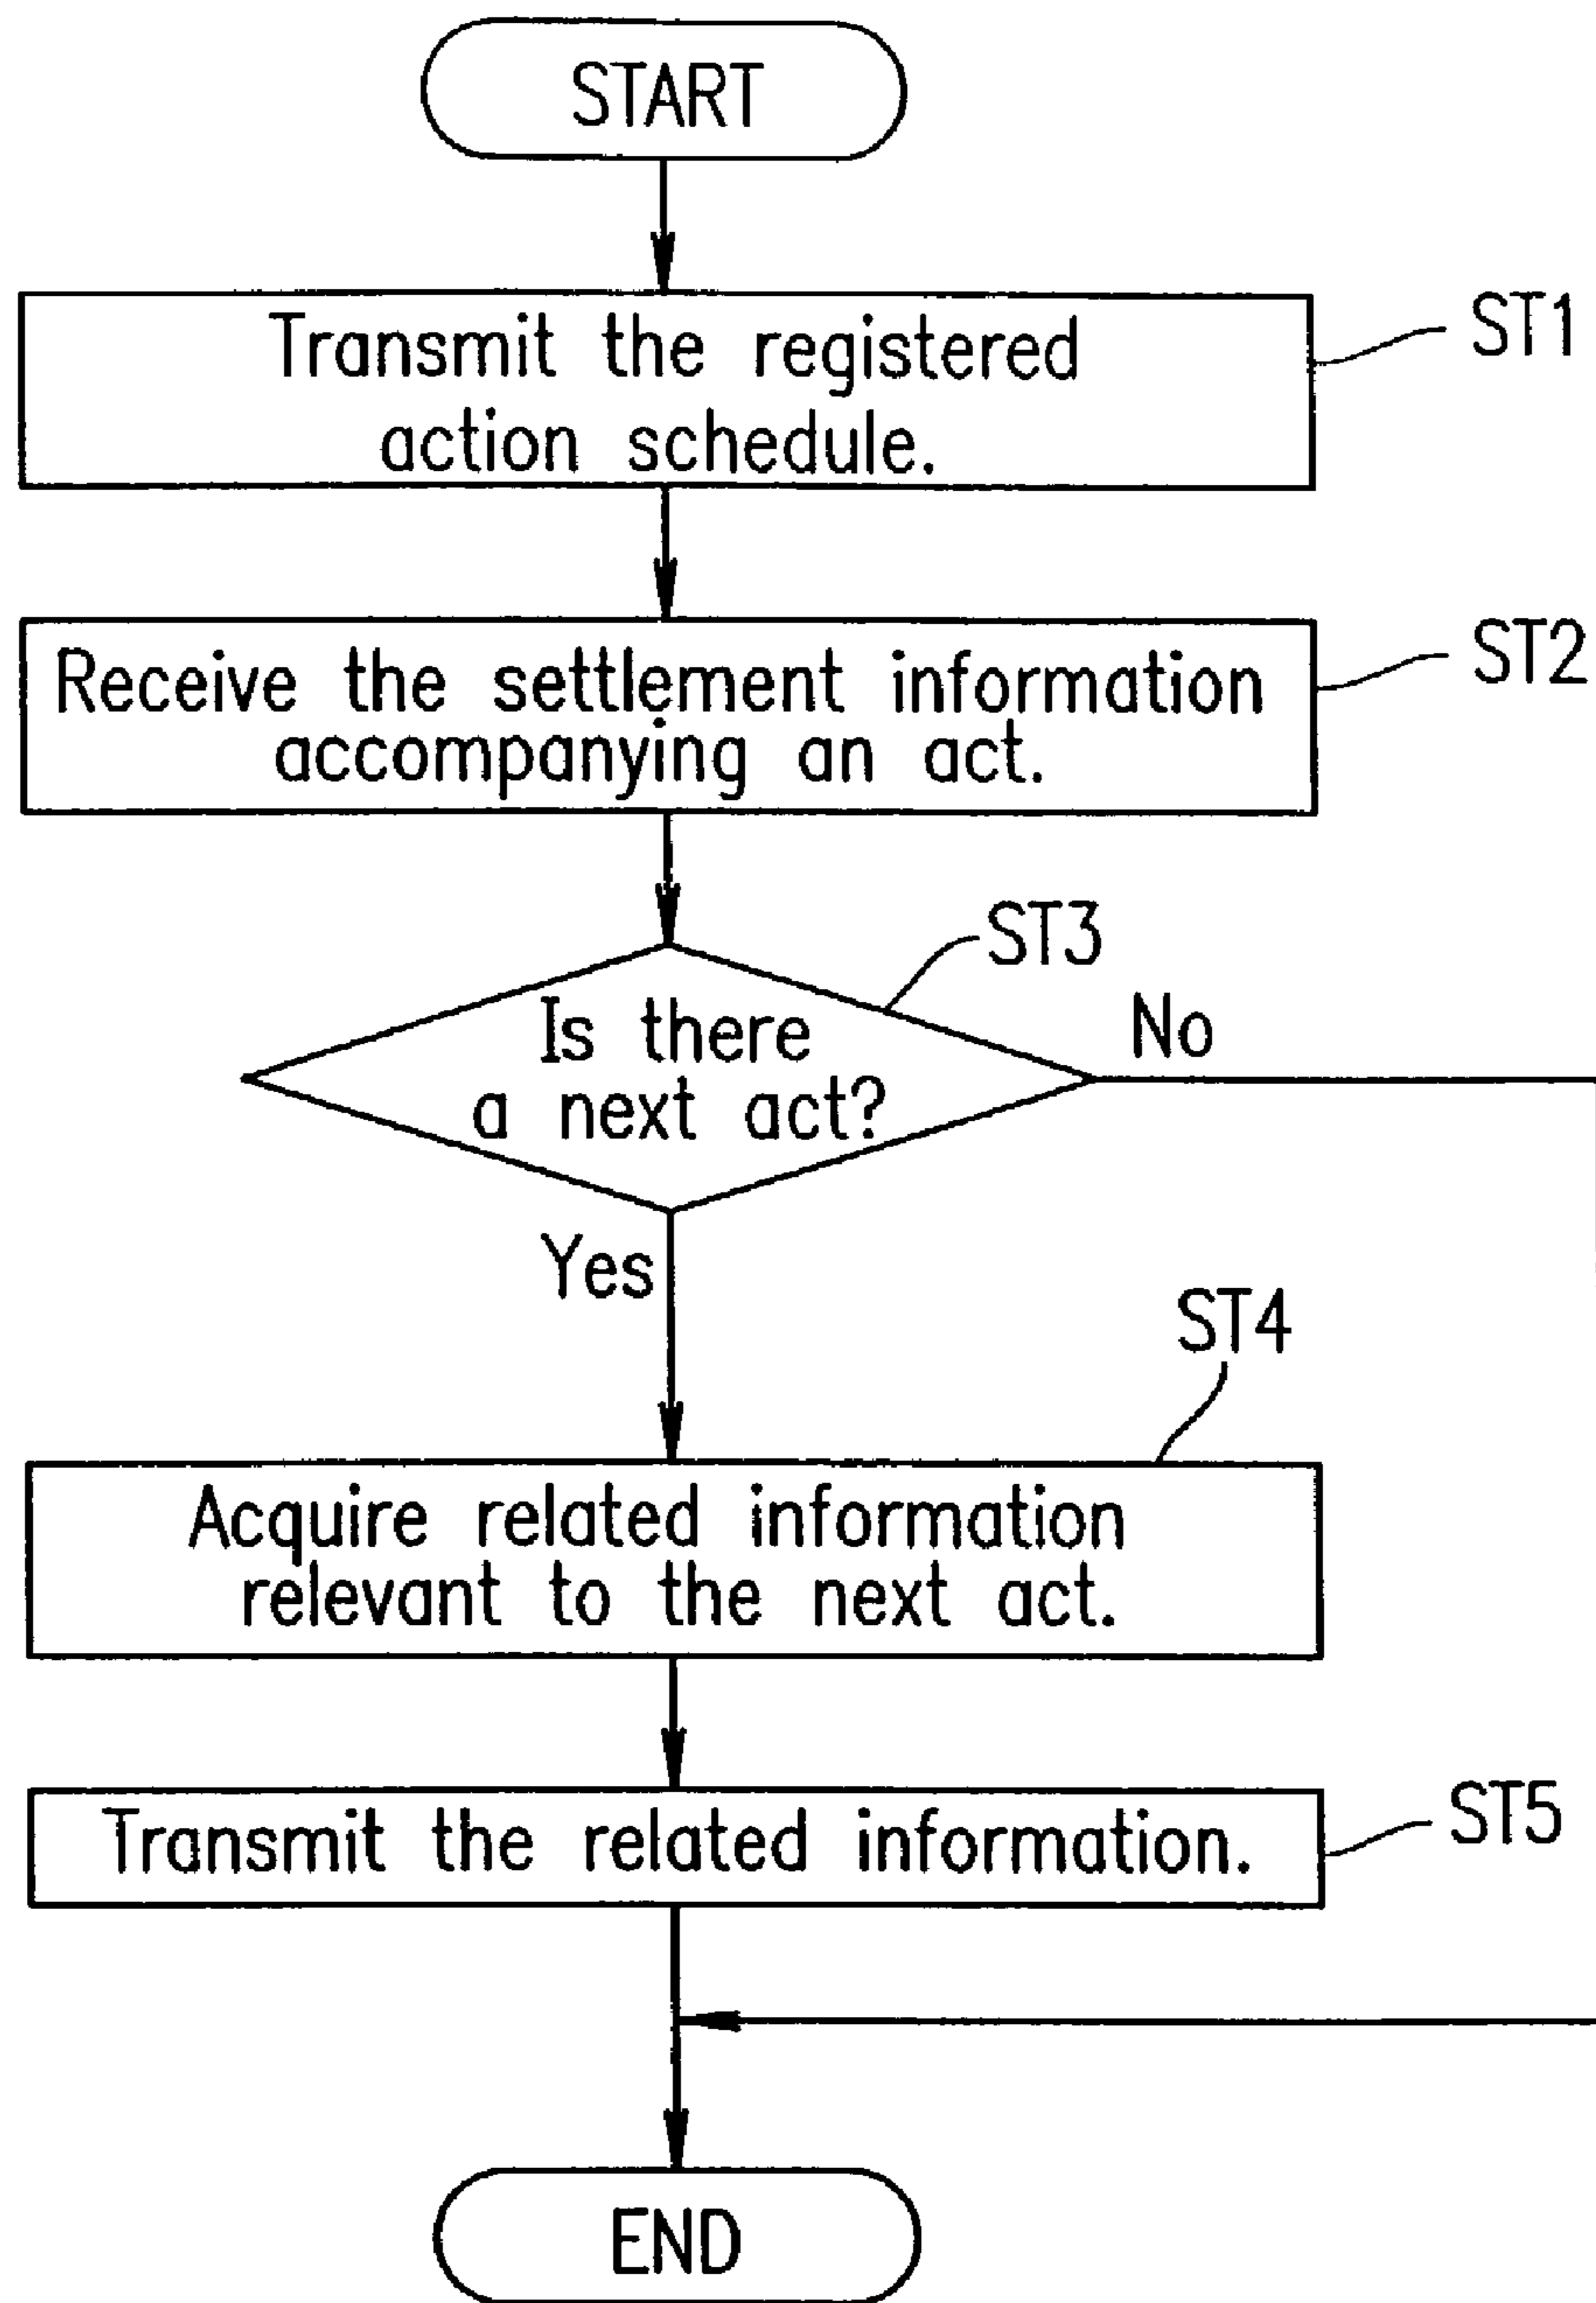 START
Transmit the registered
action schedule.
ST1
Receive the settlement information
accompanying an act.
ST2
ST3
Is there
a next act?
No
Yes
ST4
Acquire related information
relevant to the next act.
Transmit the related information.
ST5
END